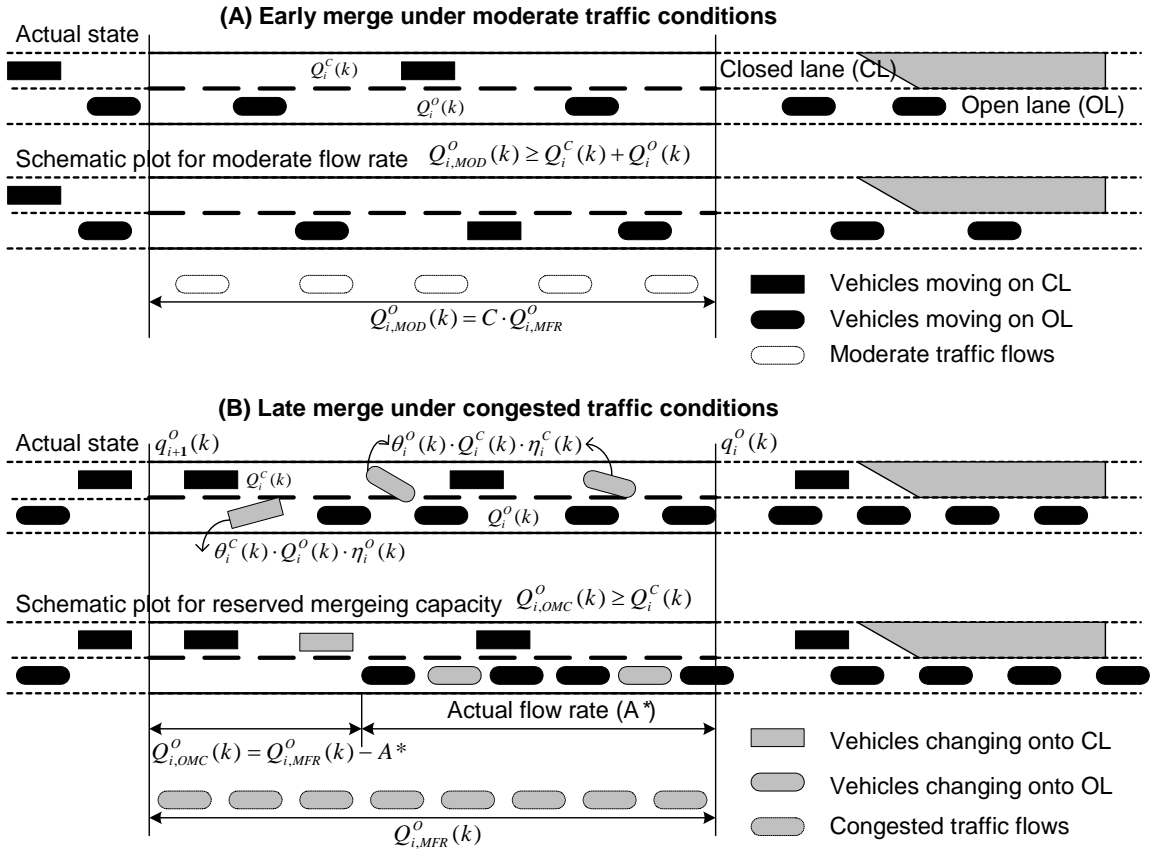 (A) Early merge under moderate traffic conditions
Actual state
Q_i^C(k)
Closed lane (CL)
Q_i^O(k)
Open lane (OL)
Schematic plot for moderate flow rate Q_{i,MOD}^O(k) ≥ Q_i^C(k) + Q_i^O(k)
Vehicles moving on CL
Q_{i,MOD}^O(k) = C · Q_{i,MFR}^O
Vehicles moving on OL
Moderate traffic flows
(B) Late merge under congested traffic conditions
Actual state
q_{i+1}^O(k)
θ_i^O(k) · Q_i^C(k) · η_i^C(k)
q_i^O(k)
Q_i^C(k)
Q_i^O(k)
θ_i^C(k) · Q_i^O(k) · η_i^O(k)
Schematic plot for reserved mergeing capacity Q_{i,OMC}^O(k) ≥ Q_i^C(k)
Actual flow rate (A*)
Q_{i,OMC}^O(k) = Q_{i,MFR}^O(k) − A*
Vehicles changing onto CL
Vehicles changing onto OL
Q_{i,MFR}^O(k)
Congested traffic flows